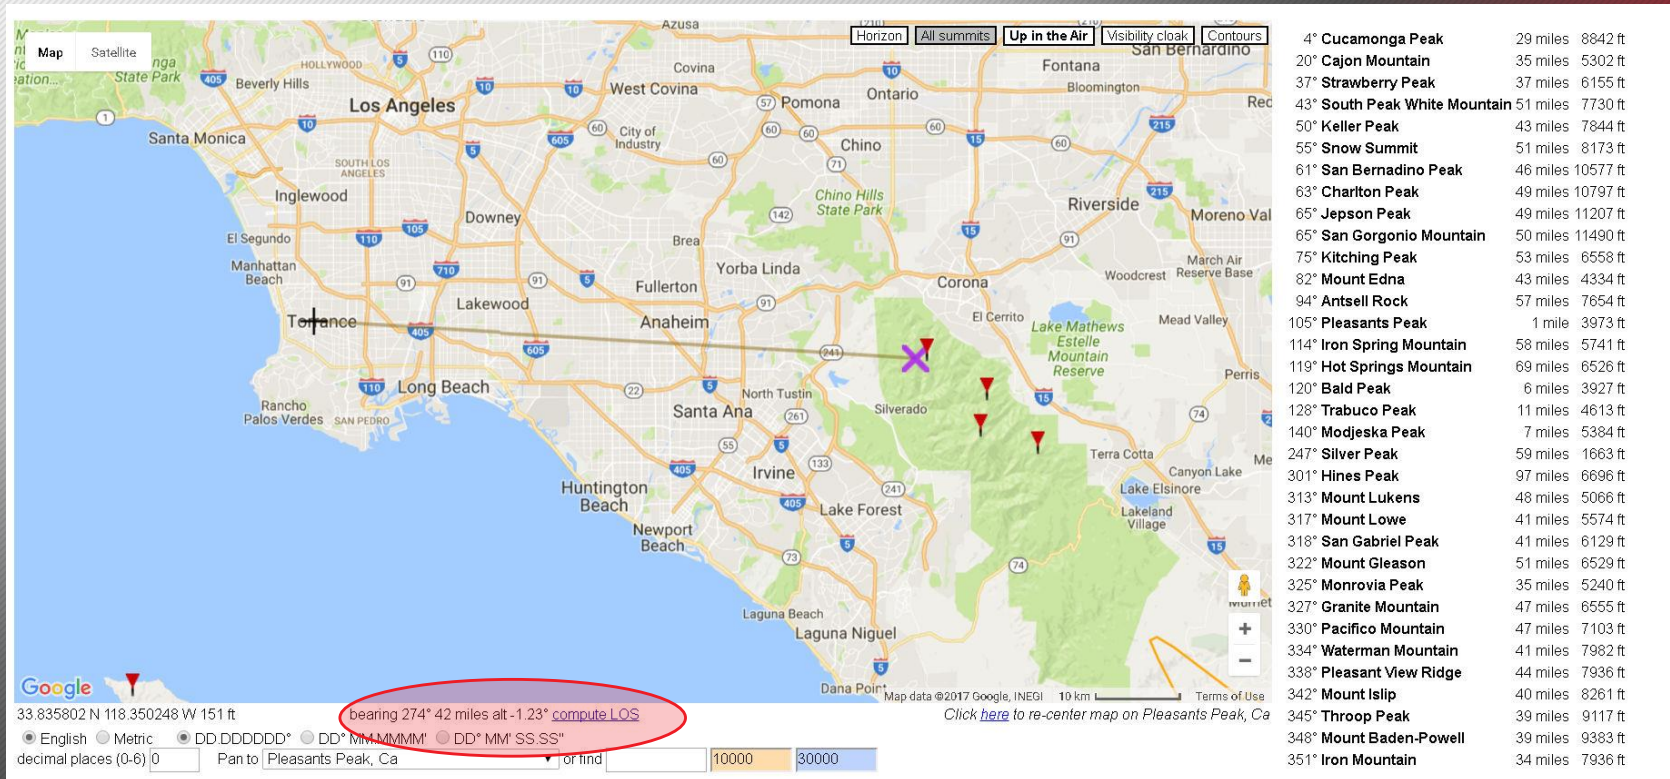 Map
Satellite
Horizon
All summits
Up in the Air
Visibility cloak
Contours
Azusa
San Bernardino
HOLLYWOOD
State Park
Beverly Hills
Covina
West Covina
Fontana
Bloomington
Los Angeles
Pomona
Ontario
Santa Monica
City of
Industry
Chino
SOUTH LOS
ANGELES
Inglewood
Downey
Chino Hills
State Park
Riverside
Moreno Val
El Segundo
Brea
Manhattan
Beach
Yorba Linda
March Air
Reserve Base
Woodcrest
Fullerton
Corona
Lakewood
Torrance
Anaheim
El Cerrito
Lake Mathews
Estelle
Mountain
Reserve
Mead Valley
Long Beach
North Tustin
Perris
Rancho
Palos Verdes
SAN PEDRO
Santa Ana
Silverado
Irvine
Terra Cotta
Canyon Lake
Huntington
Beach
Lake Forest
Lake Elsinore
Lakeland
Village
Newport
Beach
Laguna Beach
Laguna Niguel
Dana Point
Google
Map data ©2017 Google, INEGI
10 km
Terms of Use
33.835802 N 118.350248 W 151 ft
bearing 274° 42 miles alt -1.23° compute LOS
Click here to re-center map on Pleasants Peak, Ca
English
Metric
DD.DDDDDD°
DD° MM.MMMM'
DD° MM' SS.SS"
decimal places (0-6) 0
Pan to Pleasants Peak, Ca
or find
10000
30000
4° Cucamonga Peak 29 miles 8842 ft
20° Cajon Mountain 35 miles 5302 ft
37° Strawberry Peak 37 miles 6155 ft
43° South Peak White Mountain 51 miles 7730 ft
50° Keller Peak 43 miles 7844 ft
55° Snow Summit 51 miles 8173 ft
61° San Bernadino Peak 46 miles 10577 ft
63° Charlton Peak 49 miles 10797 ft
65° Jepson Peak 49 miles 11207 ft
65° San Gorgonio Mountain 50 miles 11490 ft
75° Kitching Peak 53 miles 6558 ft
82° Mount Edna 43 miles 4334 ft
94° Antsell Rock 57 miles 7654 ft
105° Pleasants Peak 1 mile 3973 ft
114° Iron Spring Mountain 58 miles 5741 ft
119° Hot Springs Mountain 69 miles 6526 ft
120° Bald Peak 6 miles 3927 ft
128° Trabuco Peak 11 miles 4613 ft
140° Modjeska Peak 7 miles 5384 ft
247° Silver Peak 59 miles 1663 ft
301° Hines Peak 97 miles 6696 ft
313° Mount Lukens 48 miles 5066 ft
317° Mount Lowe 41 miles 5574 ft
318° San Gabriel Peak 41 miles 6129 ft
322° Mount Gleason 51 miles 6529 ft
325° Monrovia Peak 35 miles 5240 ft
327° Granite Mountain 47 miles 6555 ft
330° Pacifico Mountain 47 miles 7103 ft
334° Waterman Mountain 41 miles 7982 ft
338° Pleasant View Ridge 44 miles 7936 ft
342° Mount Islip 40 miles 8261 ft
345° Throop Peak 39 miles 9117 ft
348° Mount Baden-Powell 39 miles 9383 ft
351° Iron Mountain 34 miles 7936 ft